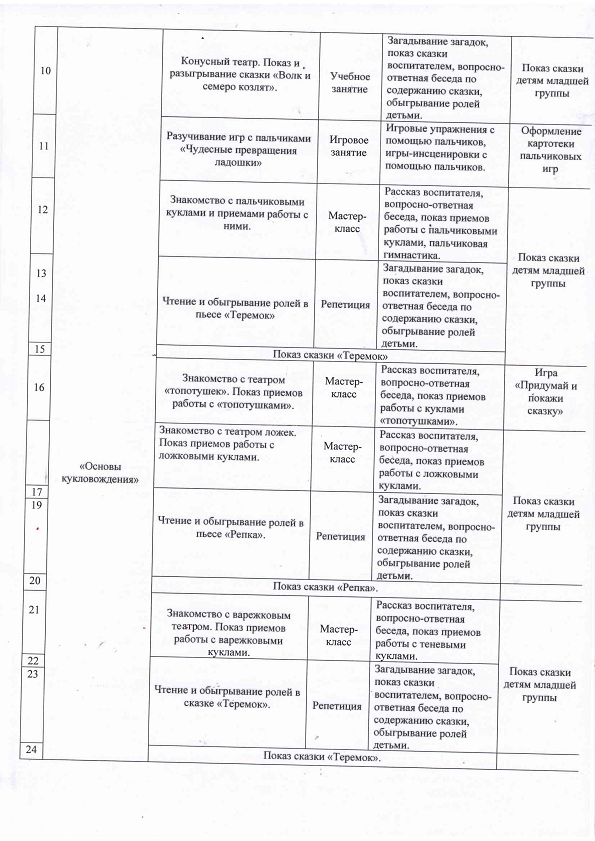 10
Конусный театр. Показ и
разыгрывание сказки «Волк и
семеро козлят».
Учебное
занятие
Загадывание загадок,
показ сказки
воспитателем, вопросно-
ответная беседа по
содержанию сказки,
обыгрывание ролей
детьми.
Показ сказки
детям младшей
группы
11
Разучивание игр с пальчиками
«Чудесные превращения
ладошки»
Игровое
занятие
Игровые упражнения с
помощью пальчиков,
игры-инсценировки с
помощью пальчиков.
Оформление
картотеки
пальчиковых
игр
12
Знакомство с пальчиковыми
куклами и приемами работы с
ними.
Мастер-
класс
Рассказ воспитателя,
вопросно-ответная
беседа, показ приемов
работы с пальчиковыми
куклами, пальчиковая
гимнастика.
Показ сказки
детям младшей
группы
13
14
Чтение и обыгрывание ролей в
пьесе «Теремок»
Репетиция
Загадывание загадок,
показ сказки
воспитателем, вопросно-
ответная беседа по
содержанию сказки,
обыгрывание ролей
детьми.
15
Показ сказки «Теремок»
16
Знакомство с театром
«топотушек». Показ приемов
работы с «топотушками».
Мастер-
класс
Рассказ воспитателя,
вопросно-ответная
беседа, показ приемов
работы с куклами
«топотушками».
Игра
«Придумай и
покажи
сказку»
«Основы
кукловождения»
17
Знакомство с театром ложек.
Показ приемов работы с
ложковыми куклами.
Мастер-
класс
Рассказ воспитателя,
вопросно-ответная
беседа, показ приемов
работы с ложковыми
куклами.
Показ сказки
детям младшей
группы
19
Чтение и обыгрывание ролей в
пьесе «Репка».
Репетиция
Загадывание загадок,
показ сказки
воспитателем, вопросно-
ответная беседа по
содержанию сказки,
обыгрывание ролей
детьми.
20
Показ сказки «Репка».
21
Знакомство с варежковым
театром. Показ приемов
работы с варежковыми
куклами.
Мастер-
класс
Рассказ воспитателя,
вопросно-ответная
беседа, показ приемов
работы с теневыми
куклами.
Показ сказки
детям младшей
группы
22
23
Чтение и обыгрывание ролей в
сказке «Теремок».
Репетиция
Загадывание загадок,
показ сказки
воспитателем, вопросно-
ответная беседа по
содержанию сказки,
обыгрывание ролей
детьми.
24
Показ сказки «Теремок».